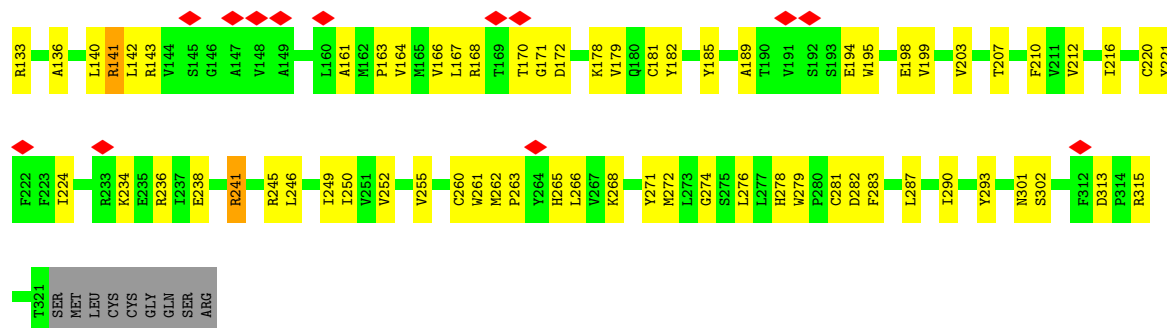 R133 A136 L140 R141 L142 R143 V144 S145 G146 A147 V148 A149 L160 A161 M162 P163 V164 M165 V166 L167 R168 T169 T170 G171 D172 K178 V179 Q180 C181 Y182 Y185 A189 T190 V191 S192 S193 E194 W195 E198 V199 V203 T207 F210 V211 V212 I216 C220 Y221
F222 F223 I224 R233 K234 E235 R236 I237 E238 R241 R245 L246 I249 I250 V251 V252 V255 C260 W261 M262 P263 Y264 H265 L266 V267 K268 Y271 M272 L273 G274 S275 L276 L277 H278 W279 P280 C281 D282 F283 L287 I290 Y293 N301 S302 F312 D313 P314 R315
T321 SER MET LEU CYS CYS GLY GLN SER ARG